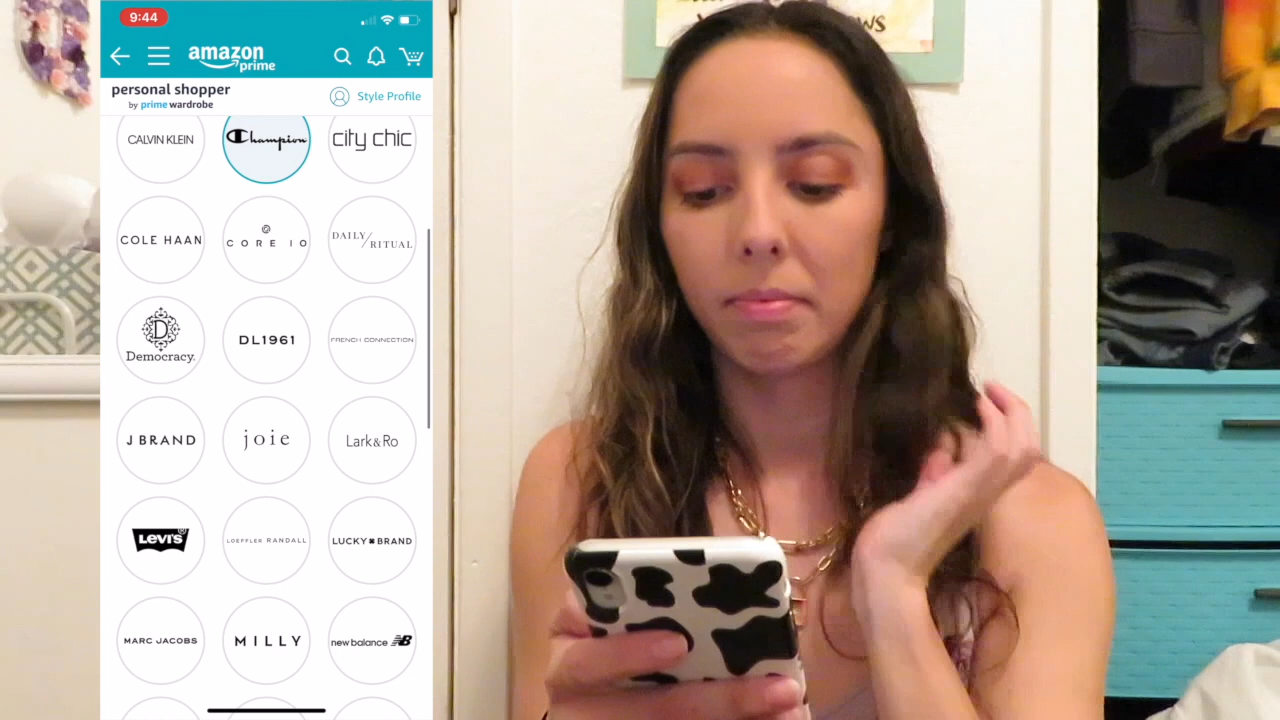 9:44
amazon
prime
personal shopper
by prime wardrobe
Style Profile
CALVIN KLEIN
Champion
city chic
COLE HAAN
CORE 10
DAILY/RITUAL
D
Democracy.
DL1961
FRENCH CONNECTION
J BRAND
joie
Lark & Ro
LEVI'S
LOEFFLER RANDALL
LUCKY BRAND
MARC JACOBS
MILLY
new balance NB